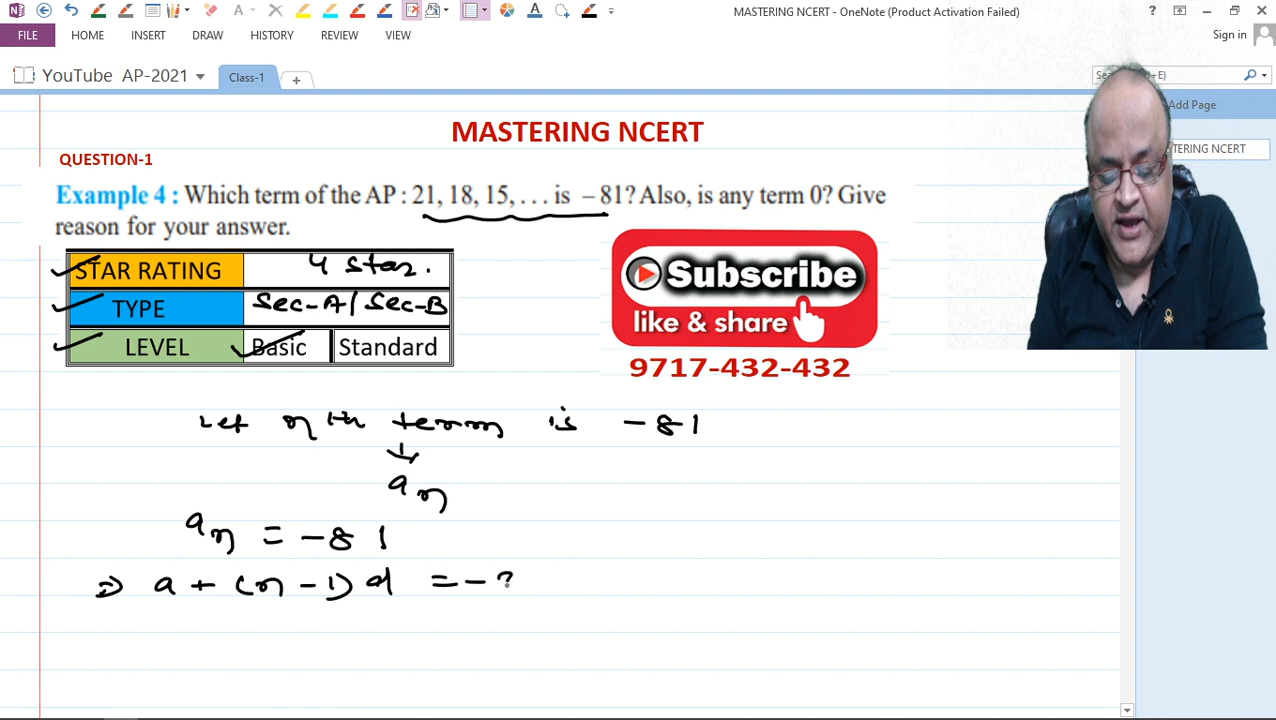 MASTERING NCERT - OneNote (Product Activation Failed)
FILE HOME INSERT DRAW HISTORY REVIEW VIEW
Sign in
YouTube AP-2021 Class-1
Add Page
MASTERING NCERT
QUESTION-1
Example 4 : Which term of the AP : 21, 18, 15, . . . is – 81? Also, is any term 0? Give
reason for your answer.
STAR RATING 4 star.
TYPE Sec-A/Sec-B
LEVEL Basic Standard
Subscribe
like & share
9717-432-432
Let nth term is -81
↓
an
an = -81
⇒ a + (n - 1) d = -